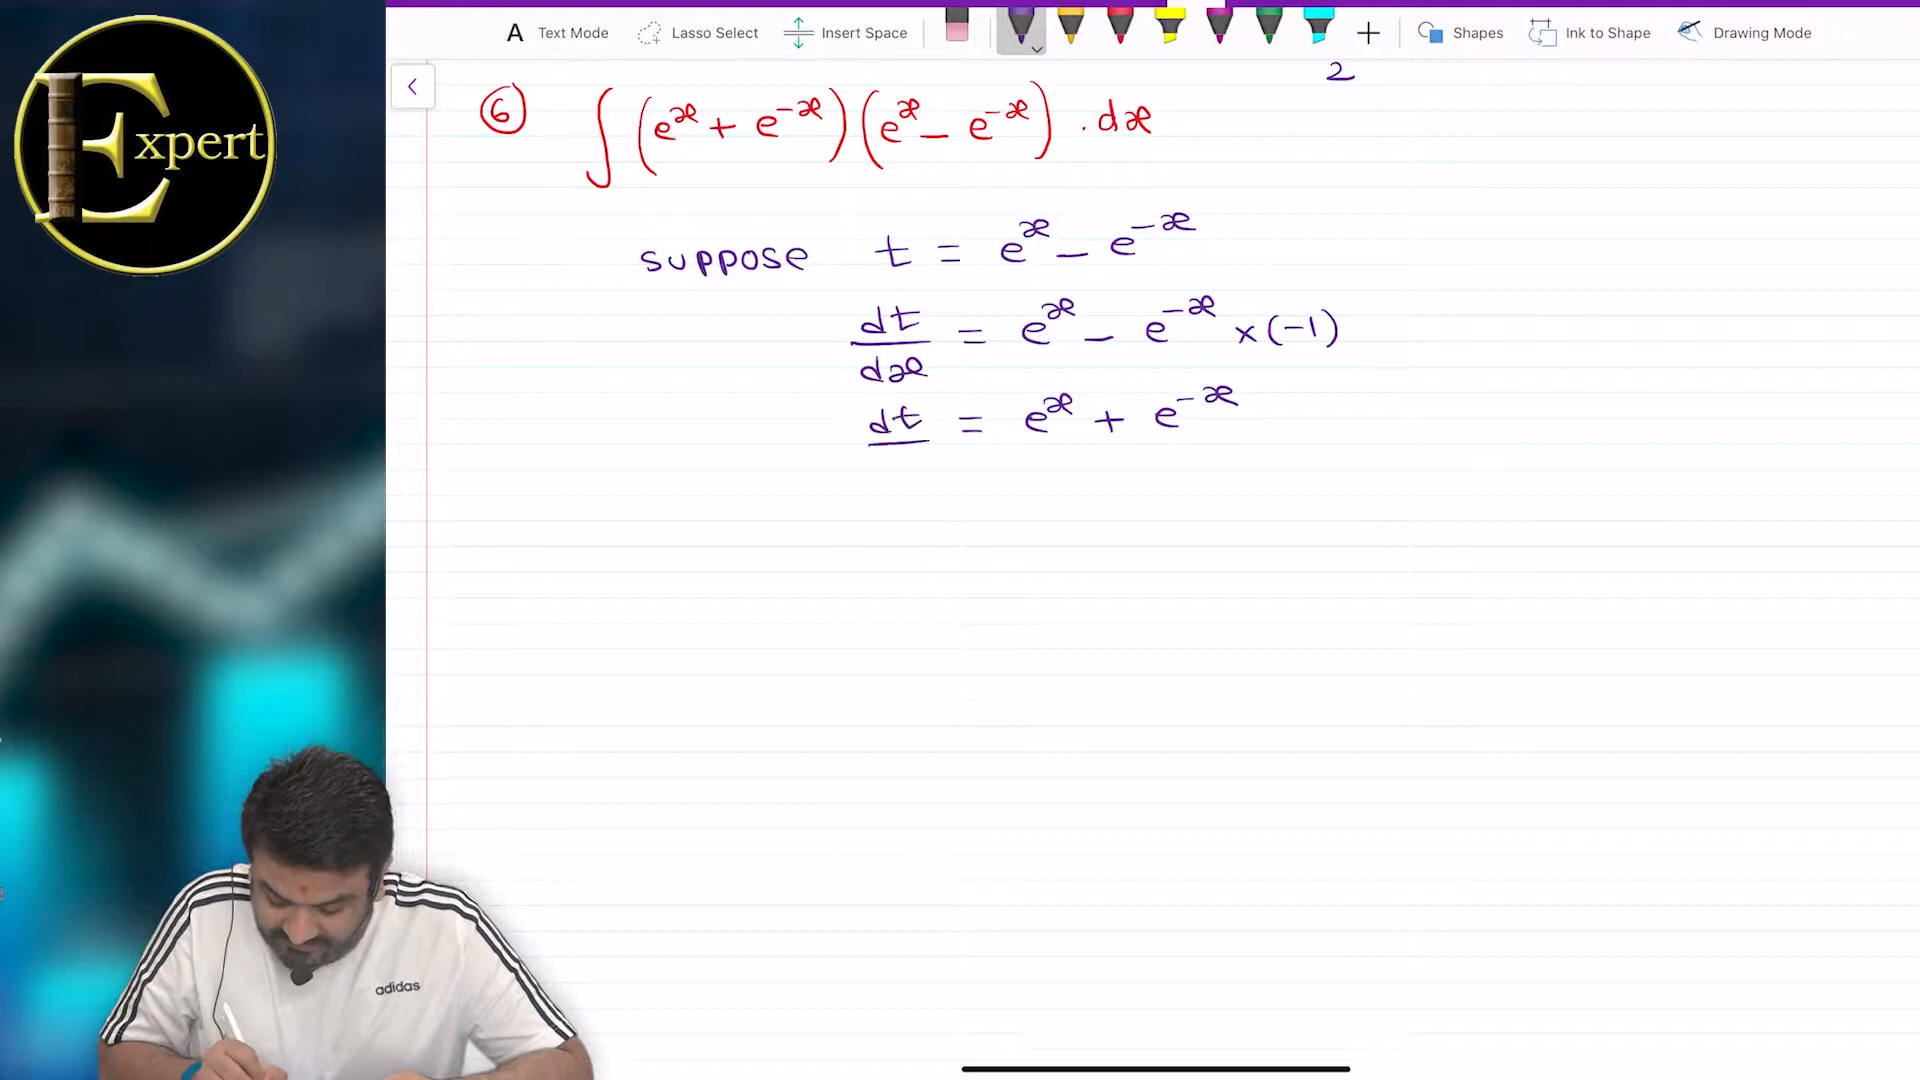 Expert
A Text Mode Lasso Select Insert Space + Shapes Ink to Shape Drawing Mode
2
⑥ ∫ (eˣ + e⁻ˣ)(eˣ − e⁻ˣ) . dx
suppose t = eˣ − e⁻ˣ
dt/dx = eˣ − e⁻ˣ × (−1)
dt = eˣ + e⁻ˣ
adidas